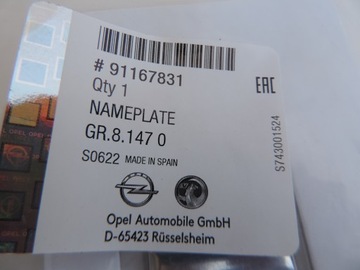 # 91167831
Qty 1
NAMEPLATE
GR.8.147 0
S0622 MADE IN SPAIN
Opel Automobile GmbH
D-65423 Rüsselsheim
EAC
S743001524